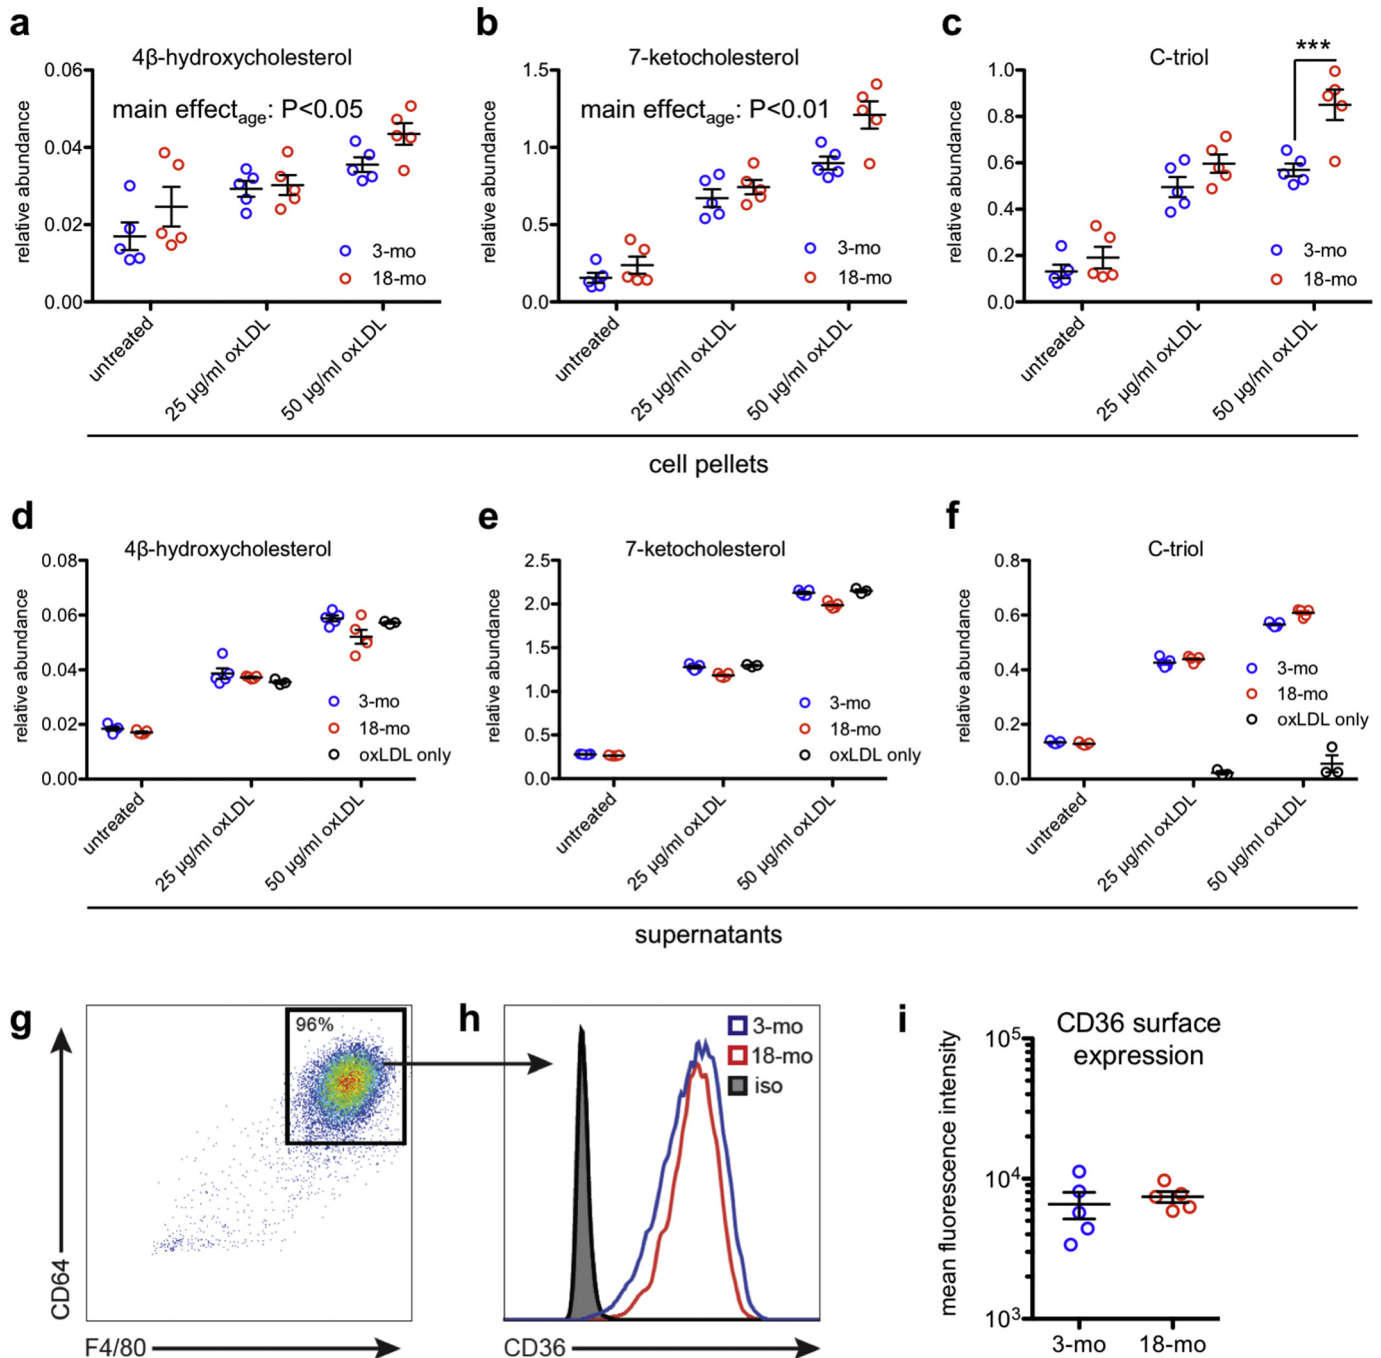 a
4β-hydroxycholesterol
relative abundance
0.06
0.04
0.02
0.00
main effectage: P<0.05
3-mo
18-mo
untreated
25 µg/ml oxLDL
50 µg/ml oxLDL
b
7-ketocholesterol
relative abundance
1.5
1.0
0.5
0.0
main effectage: P<0.01
3-mo
18-mo
untreated
25 µg/ml oxLDL
50 µg/ml oxLDL
c
C-triol
***
relative abundance
1.0
0.8
0.6
0.4
0.2
0.0
3-mo
18-mo
untreated
25 µg/ml oxLDL
50 µg/ml oxLDL
cell pellets
d
4β-hydroxycholesterol
relative abundance
0.08
0.06
0.04
0.02
0.00
3-mo
18-mo
oxLDL only
untreated
25 µg/ml oxLDL
50 µg/ml oxLDL
e
7-ketocholesterol
relative abundance
2.5
2.0
1.5
1.0
0.5
0.0
3-mo
18-mo
oxLDL only
untreated
25 µg/ml oxLDL
50 µg/ml oxLDL
f
C-triol
relative abundance
0.8
0.6
0.4
0.2
0.0
3-mo
18-mo
oxLDL only
untreated
25 µg/ml oxLDL
50 µg/ml oxLDL
supernatants
g
96%
CD64
F4/80
h
3-mo
18-mo
iso
CD36
i
CD36 surface
expression
mean fluorescence intensity
10⁵
10⁴
10³
3-mo
18-mo